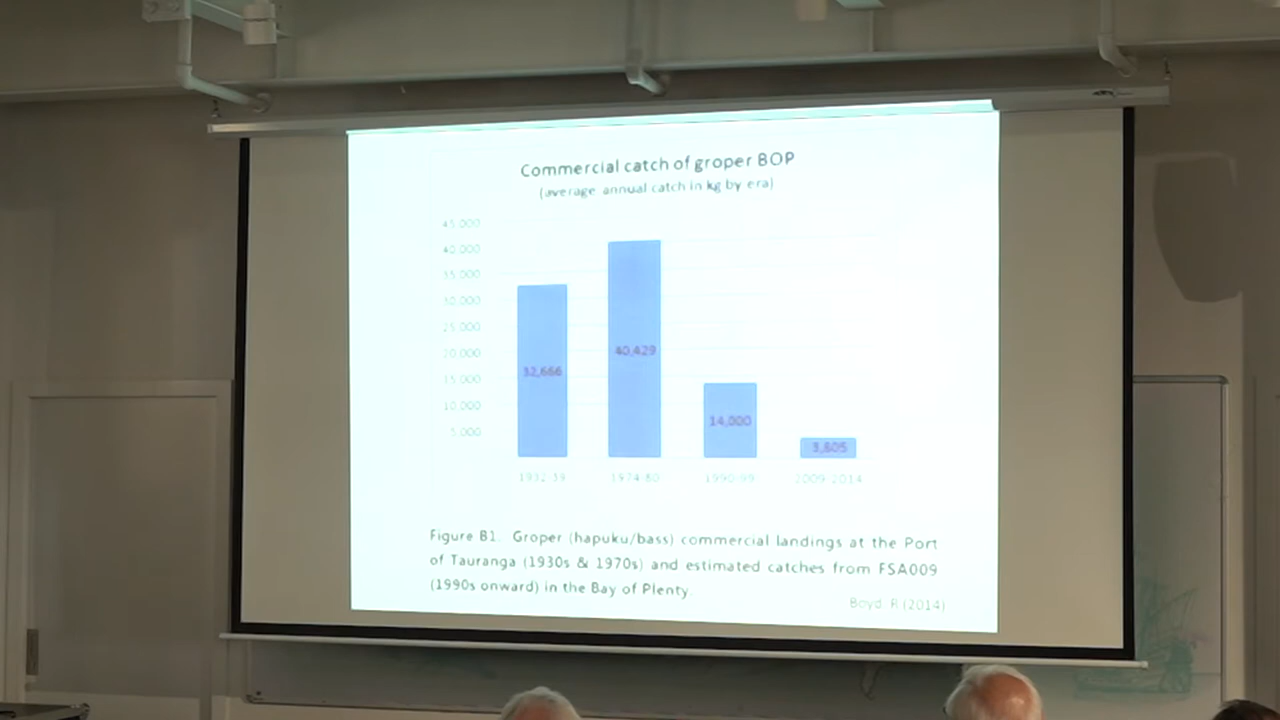 Commercial catch of groper BOP
(average annual catch in kg by era)
45,000
40,000
35,000
30,000
25,000
20,000
15,000
10,000
5,000
32,666
40,429
14,000
3,605
1932-39
1974-80
1990-99
2009-2014
Figure B1. Groper (hapuku/bass) commercial landings at the Port
of Tauranga (1930s & 1970s) and estimated catches from FSA009
(1990s onward) in the Bay of Plenty.
Boyd. R (2014)